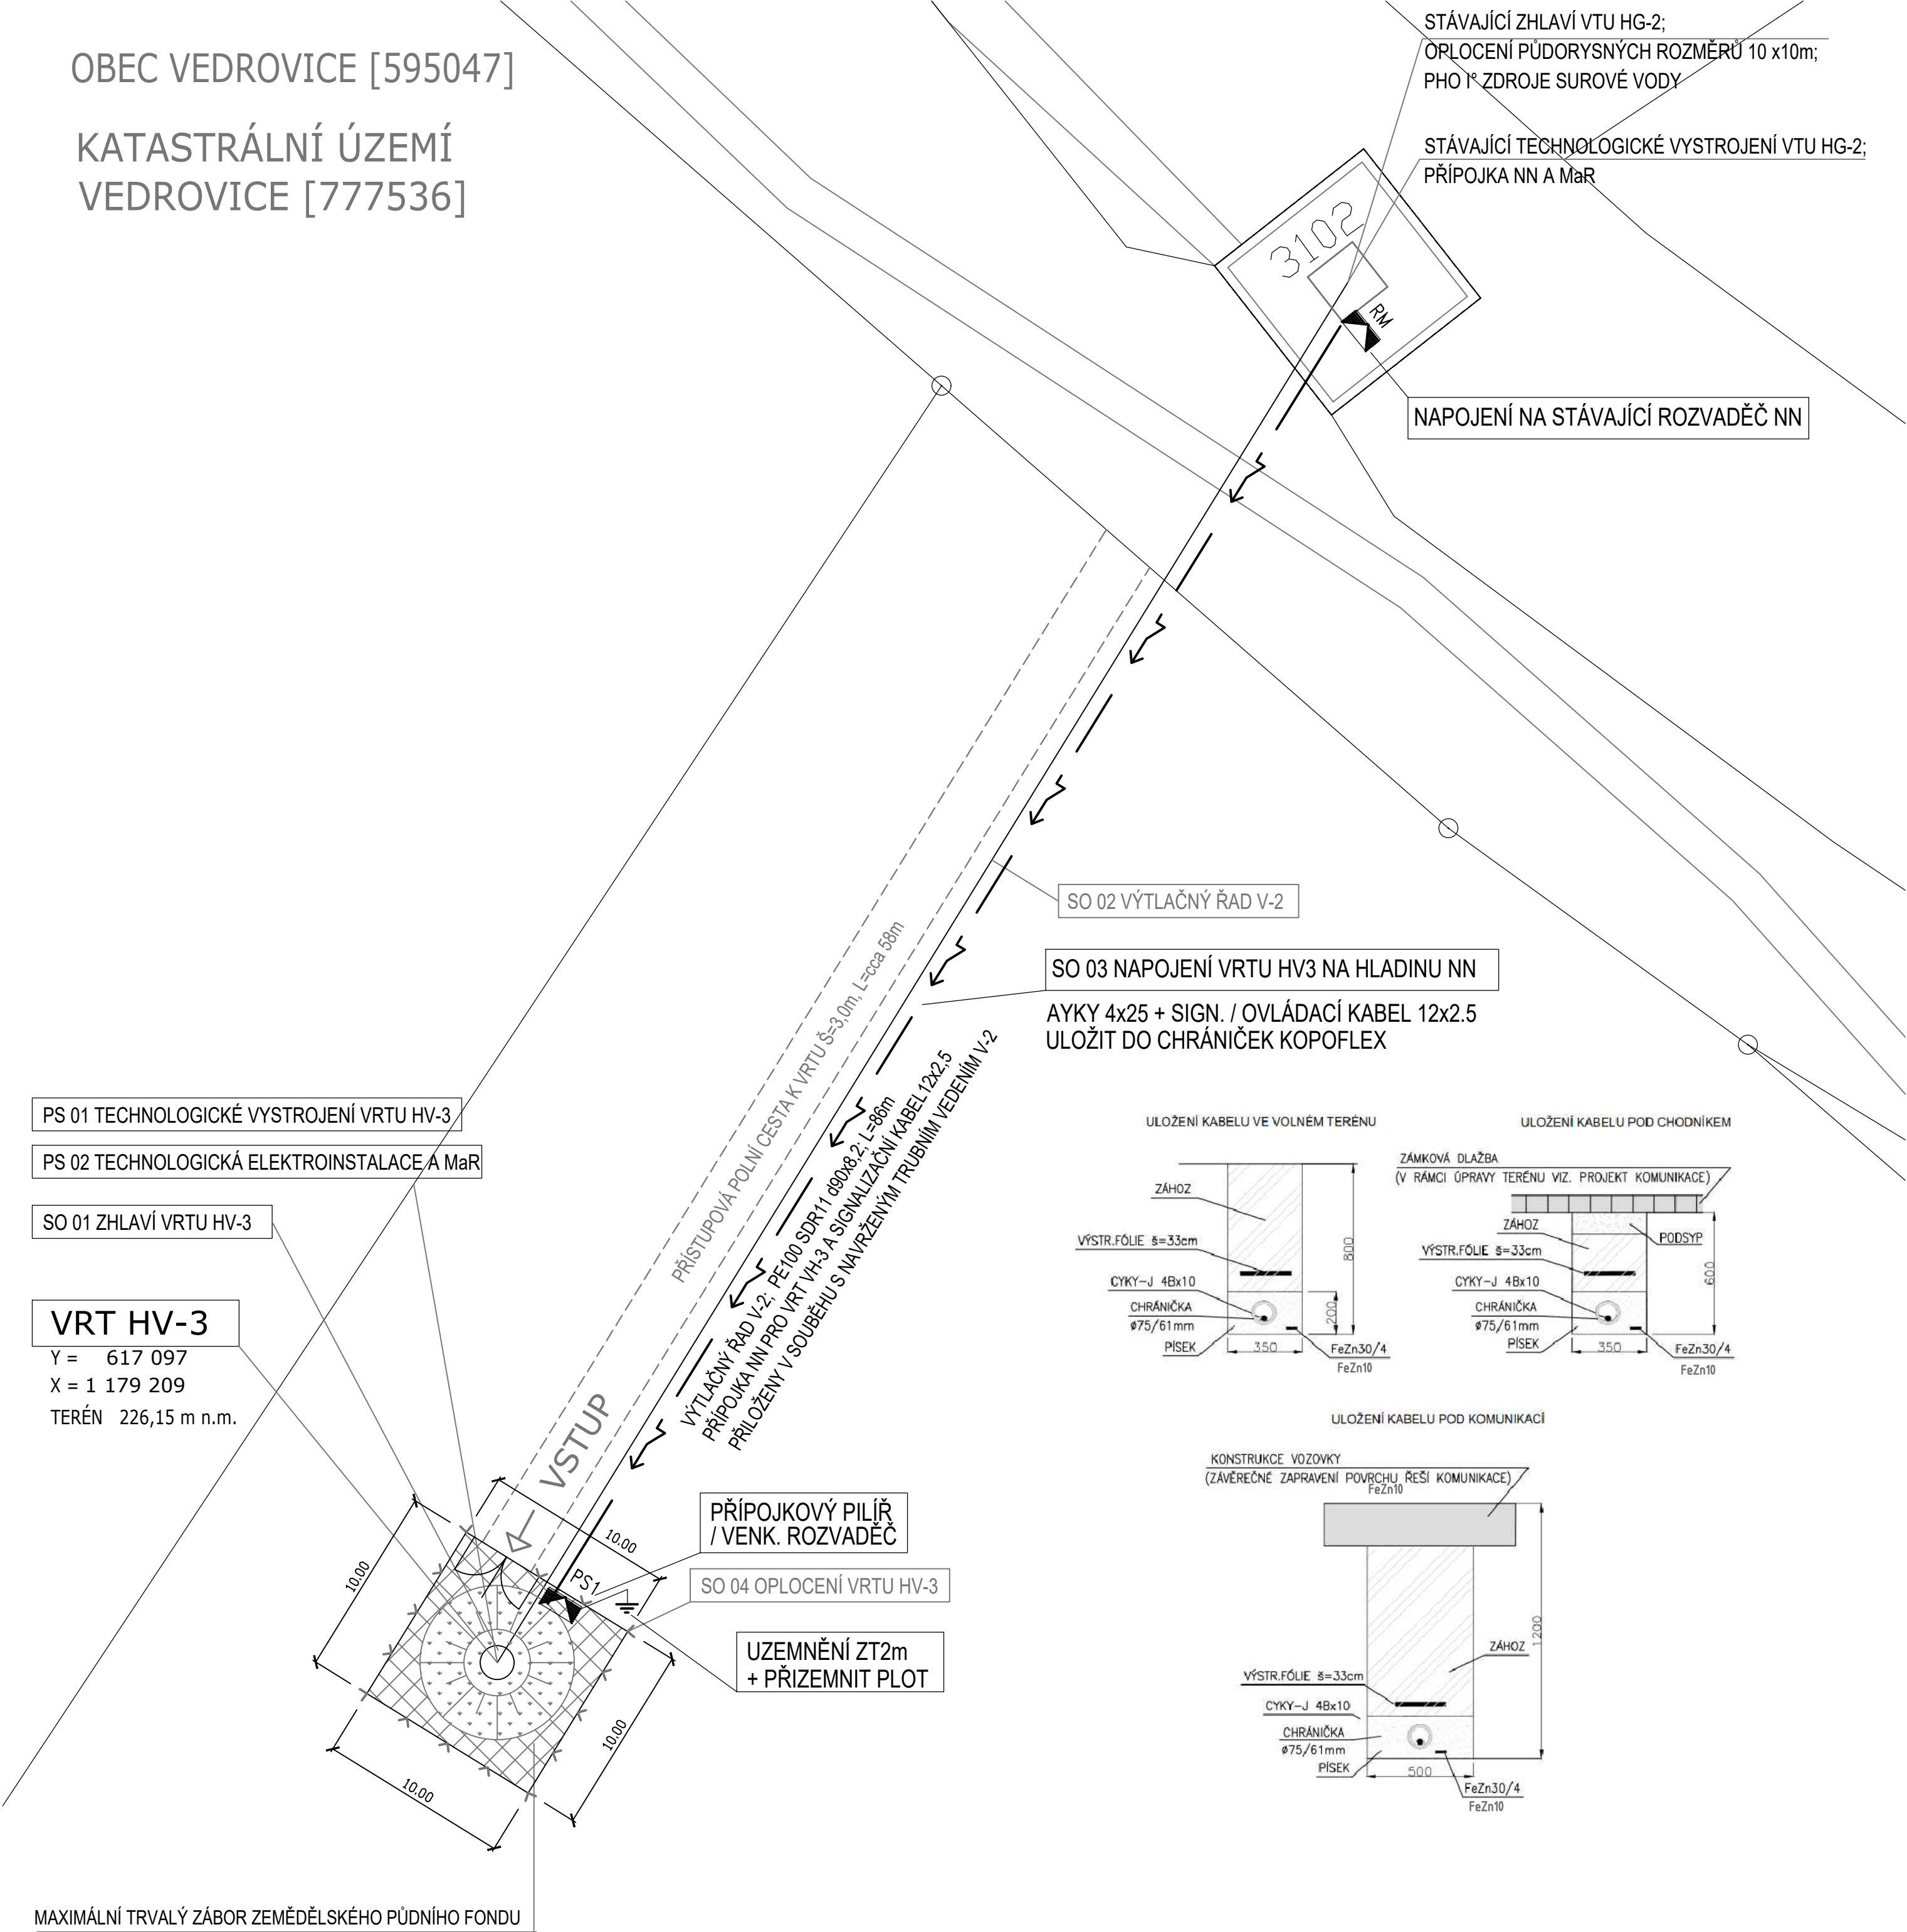 OBEC VEDROVICE [595047]
KATASTRÁLNÍ ÚZEMÍ
VEDROVICE [777536]
STÁVAJÍCÍ ZHLAVÍ VTU HG-2;
OPLOCENÍ PŮDORYSNÝCH ROZMĚRŮ 10 x10m;
PHO I° ZDROJE SUROVÉ VODY
STÁVAJÍCÍ TECHNOLOGICKÉ VYSTROJENÍ VTU HG-2;
PŘÍPOJKA NN A MaR
3102
RM
NAPOJENÍ NA STÁVAJÍCÍ ROZVADĚČ NN
SO 02 VÝTLAČNÝ ŘAD V-2
SO 03 NAPOJENÍ VRTU HV3 NA HLADINU NN
AYKY 4x25 + SIGN. / OVLÁDACÍ KABEL 12x2.5
ULOŽIT DO CHRÁNIČEK KOPOFLEX
PŘÍSTUPOVÁ POLNÍ CESTA K VRTU Š=3,0m, L=cca 58m
VÝTLAČNÝ ŘAD V-2; PE100 SDR11 d90x8,2; L=86m
PŘÍPOJKA NN PRO VRT VH-3 A SIGNALIZAČNÍ KABEL 12x2,5
PŘILOŽENY V SOUBĚHU S NAVRŽENÝM TRUBNÍM VEDENÍM V-2
PS 01 TECHNOLOGICKÉ VYSTROJENÍ VRTU HV-3
PS 02 TECHNOLOGICKÁ ELEKTROINSTALACE A MaR
SO 01 ZHLAVÍ VRTU HV-3
VRT HV-3
Y = 617 097
X = 1 179 209
TERÉN 226,15 m n.m.
VSTUP
10.00
10.00
10.00
10.00
PS1
PŘÍPOJKOVÝ PILÍŘ
/ VENK. ROZVADĚČ
SO 04 OPLOCENÍ VRTU HV-3
UZEMNĚNÍ ZT2m
+ PŘIZEMNIT PLOT
MAXIMÁLNÍ TRVALÝ ZÁBOR ZEMĚDĚLSKÉHO PŮDNÍHO FONDU
ULOŽENÍ KABELU VE VOLNÉM TERÉNU
ZÁHOZ
VÝSTR.FÓLIE š=33cm
CYKY-J 4Bx10
CHRÁNIČKA
ø75/61mm
PÍSEK
350
200
800
FeZn30/4
FeZn10
ULOŽENÍ KABELU POD CHODNÍKEM
ZÁMKOVÁ DLAŽBA
(V RÁMCI ÚPRAVY TERÉNU VIZ. PROJEKT KOMUNIKACE)
ZÁHOZ
PODSYP
VÝSTR.FÓLIE š=33cm
CYKY-J 4Bx10
CHRÁNIČKA
ø75/61mm
PÍSEK
350
600
FeZn30/4
FeZn10
ULOŽENÍ KABELU POD KOMUNIKACÍ
KONSTRUKCE VOZOVKY
(ZÁVĚREČNÉ ZAPRAVENÍ POVRCHU ŘEŠÍ KOMUNIKACE)
FeZn10
ZÁHOZ
1200
VÝSTR.FÓLIE š=33cm
CYKY-J 4Bx10
CHRÁNIČKA
ø75/61mm
PÍSEK
500
FeZn30/4
FeZn10